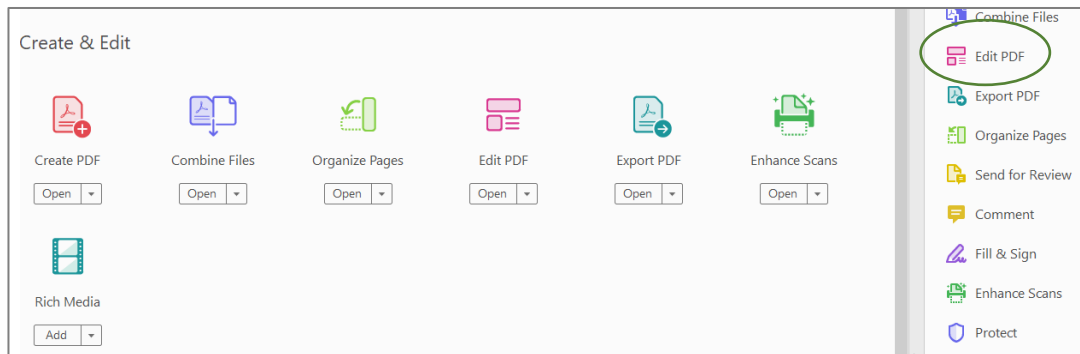 Create & Edit
Create PDF
Combine Files
Organize Pages
Edit PDF
Export PDF
Enhance Scans
Open
Open
Open
Open
Open
Open
Rich Media
Add
Combine Files
Edit PDF
Export PDF
Organize Pages
Send for Review
Comment
Fill & Sign
Enhance Scans
Protect